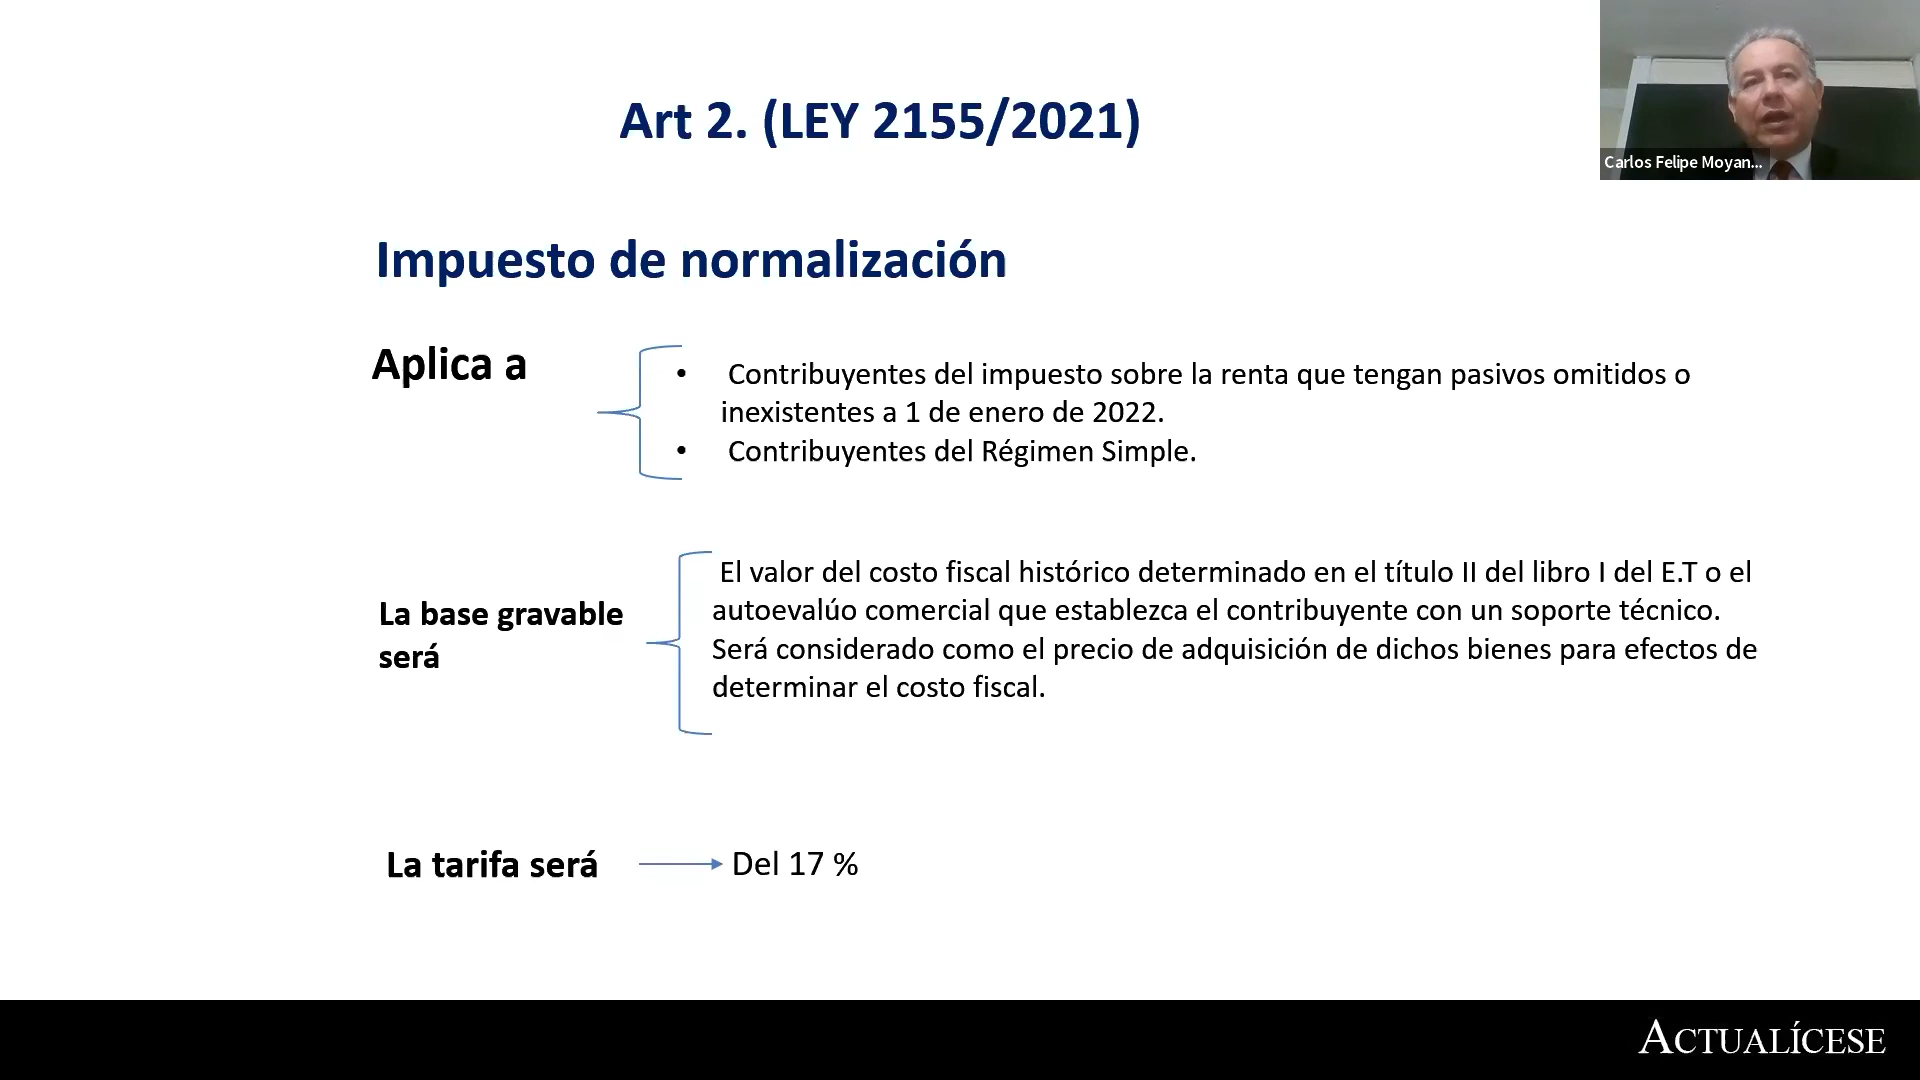 Art 2. (LEY 2155/2021)
Carlos Felipe Moyan...
Impuesto de normalización
Aplica a
• Contribuyentes del impuesto sobre la renta que tengan pasivos omitidos o
inexistentes a 1 de enero de 2022.
• Contribuyentes del Régimen Simple.
La base gravable
será
El valor del costo fiscal histórico determinado en el título II del libro I del E.T o el
autoevalúo comercial que establezca el contribuyente con un soporte técnico.
Será considerado como el precio de adquisición de dichos bienes para efectos de
determinar el costo fiscal.
La tarifa será
Del 17 %
ACTUALÍCESE